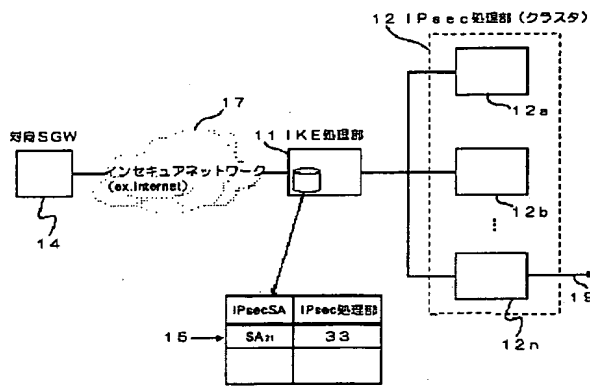 12 IPsec処理部(クラスタ)
12a
17
11 IKE処理部
対向SGW
インセキュアネットワーク
(ex.Internet)
14
12b
⋮
12n
19
IPsecSA IPsec処理部
15 SA21 33